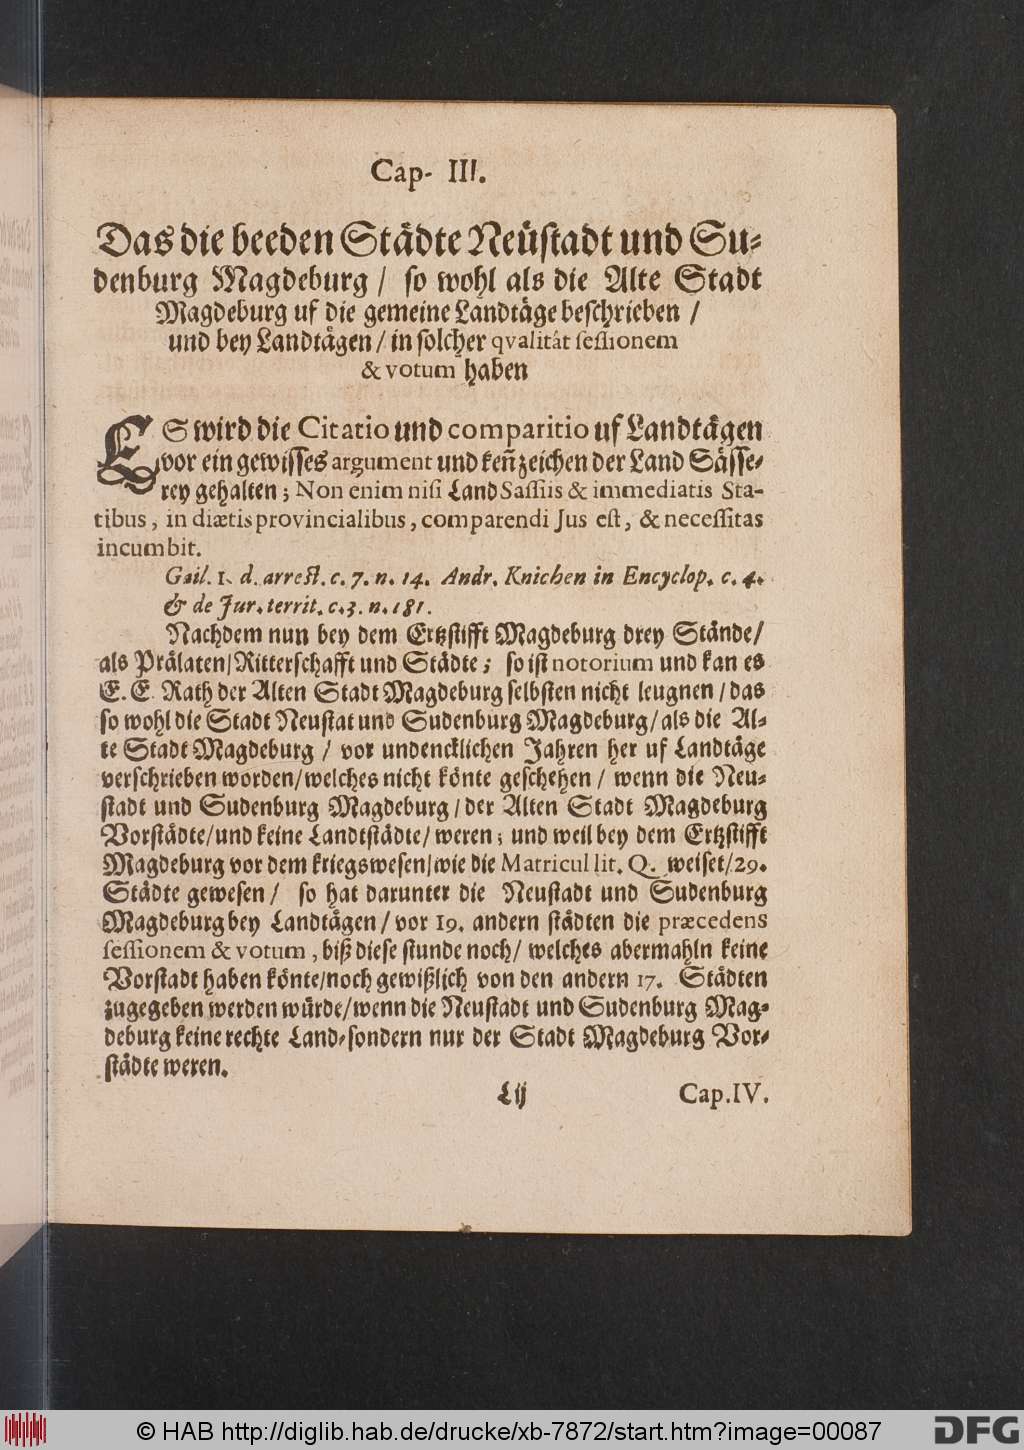 Cap- III.
Das die beeden Städte Neüstadt und Su-
denburg Magdeburg / so wohl als die Alte Stadt
Magdeburg uf die gemeine Landtäge beschrieben /
und bey Landtägen / in solcher qvalitåt sessionem
& votum haben
ES wird die Citatio und comparitio uf Landtägen
vor ein gewisses argument und keñzeichen der Land Sässe-
rey gehalten ; Non enim nisi Land Sassiis & immediatis Sta-
tibus, in diætis provincialibus, comparendi Jus est, & necessitas
incumbit.
Gail. 1. d. arrest. c. 7. n. 14. Andr. Knichen in Encyclop. c. 4.
& de Jur. territ. c. 3. n. 181.
Nachdem nun bey dem Ertzstifft Magdeburg drey Stände/
als Prälaten/Ritterschafft und Städte ; so ist notorium und kan es
E. E. Rath der Alten Stadt Magdeburg selbsten nicht leugnen / das
so wohl die Stadt Neustat und Sudenburg Magdeburg/als die Al-
te Stadt Magdeburg / vor undencklichen Jahren her uf Landtäge
verschrieben worden/welches nicht könte geschehen / wenn die Neu-
stadt und Sudenburg Magdeburg / der Alten Stadt Magdeburg
Vorstädte/und keine Landtstädte/weren ; und weil bey dem Ertzstifft
Magdeburg vor dem kriegswesen/wie die Matricul lit. Q. weiset/29.
Städte gewesen / so hat darunter die Neustadt und Sudenburg
Magdeburg bey Landtägen / vor 19. andern städten die præcedens
sessionem & votum, biß diese stunde noch/ welches abermahln keine
Vorstadt haben könte/noch gewißlich von den andern 17. Städten
zugegeben werden würde/wenn die Neustadt und Sudenburg Mag-
deburg keine rechte Land-sondern nur der Stadt Magdeburg Vor-
städte weren.
Lij Cap.IV.
© HAB http://diglib.hab.de/drucke/xb-7872/start.htm?image=00087
DFG